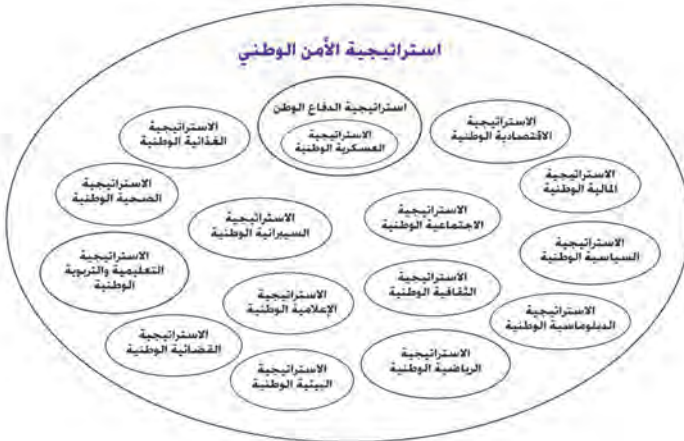 استراتيجية الأمن الوطني
استراتيجية الدفاع الوطن
الاستراتيجية
العسكرية الوطنية
الاستراتيجية
الاقتصادية الوطنية
الاستراتيجية
الغذائية الوطنية
الاستراتيجية
المالية الوطنية
الاستراتيجية
الصحية الوطنية
الاستراتيجية
الاجتماعية الوطنية
الاستراتيجية
السيبرانية الوطنية
الاستراتيجية
السياسية الوطنية
الاستراتيجية
التعليمية والتربوية
الوطنية
الاستراتيجية
الثقافية الوطنية
الاستراتيجية
الإعلامية الوطنية
الاستراتيجية
الدبلوماسية الوطنية
الاستراتيجية
القضائية الوطنية
الاستراتيجية
الرياضية الوطنية
الاستراتيجية
البيئية الوطنية